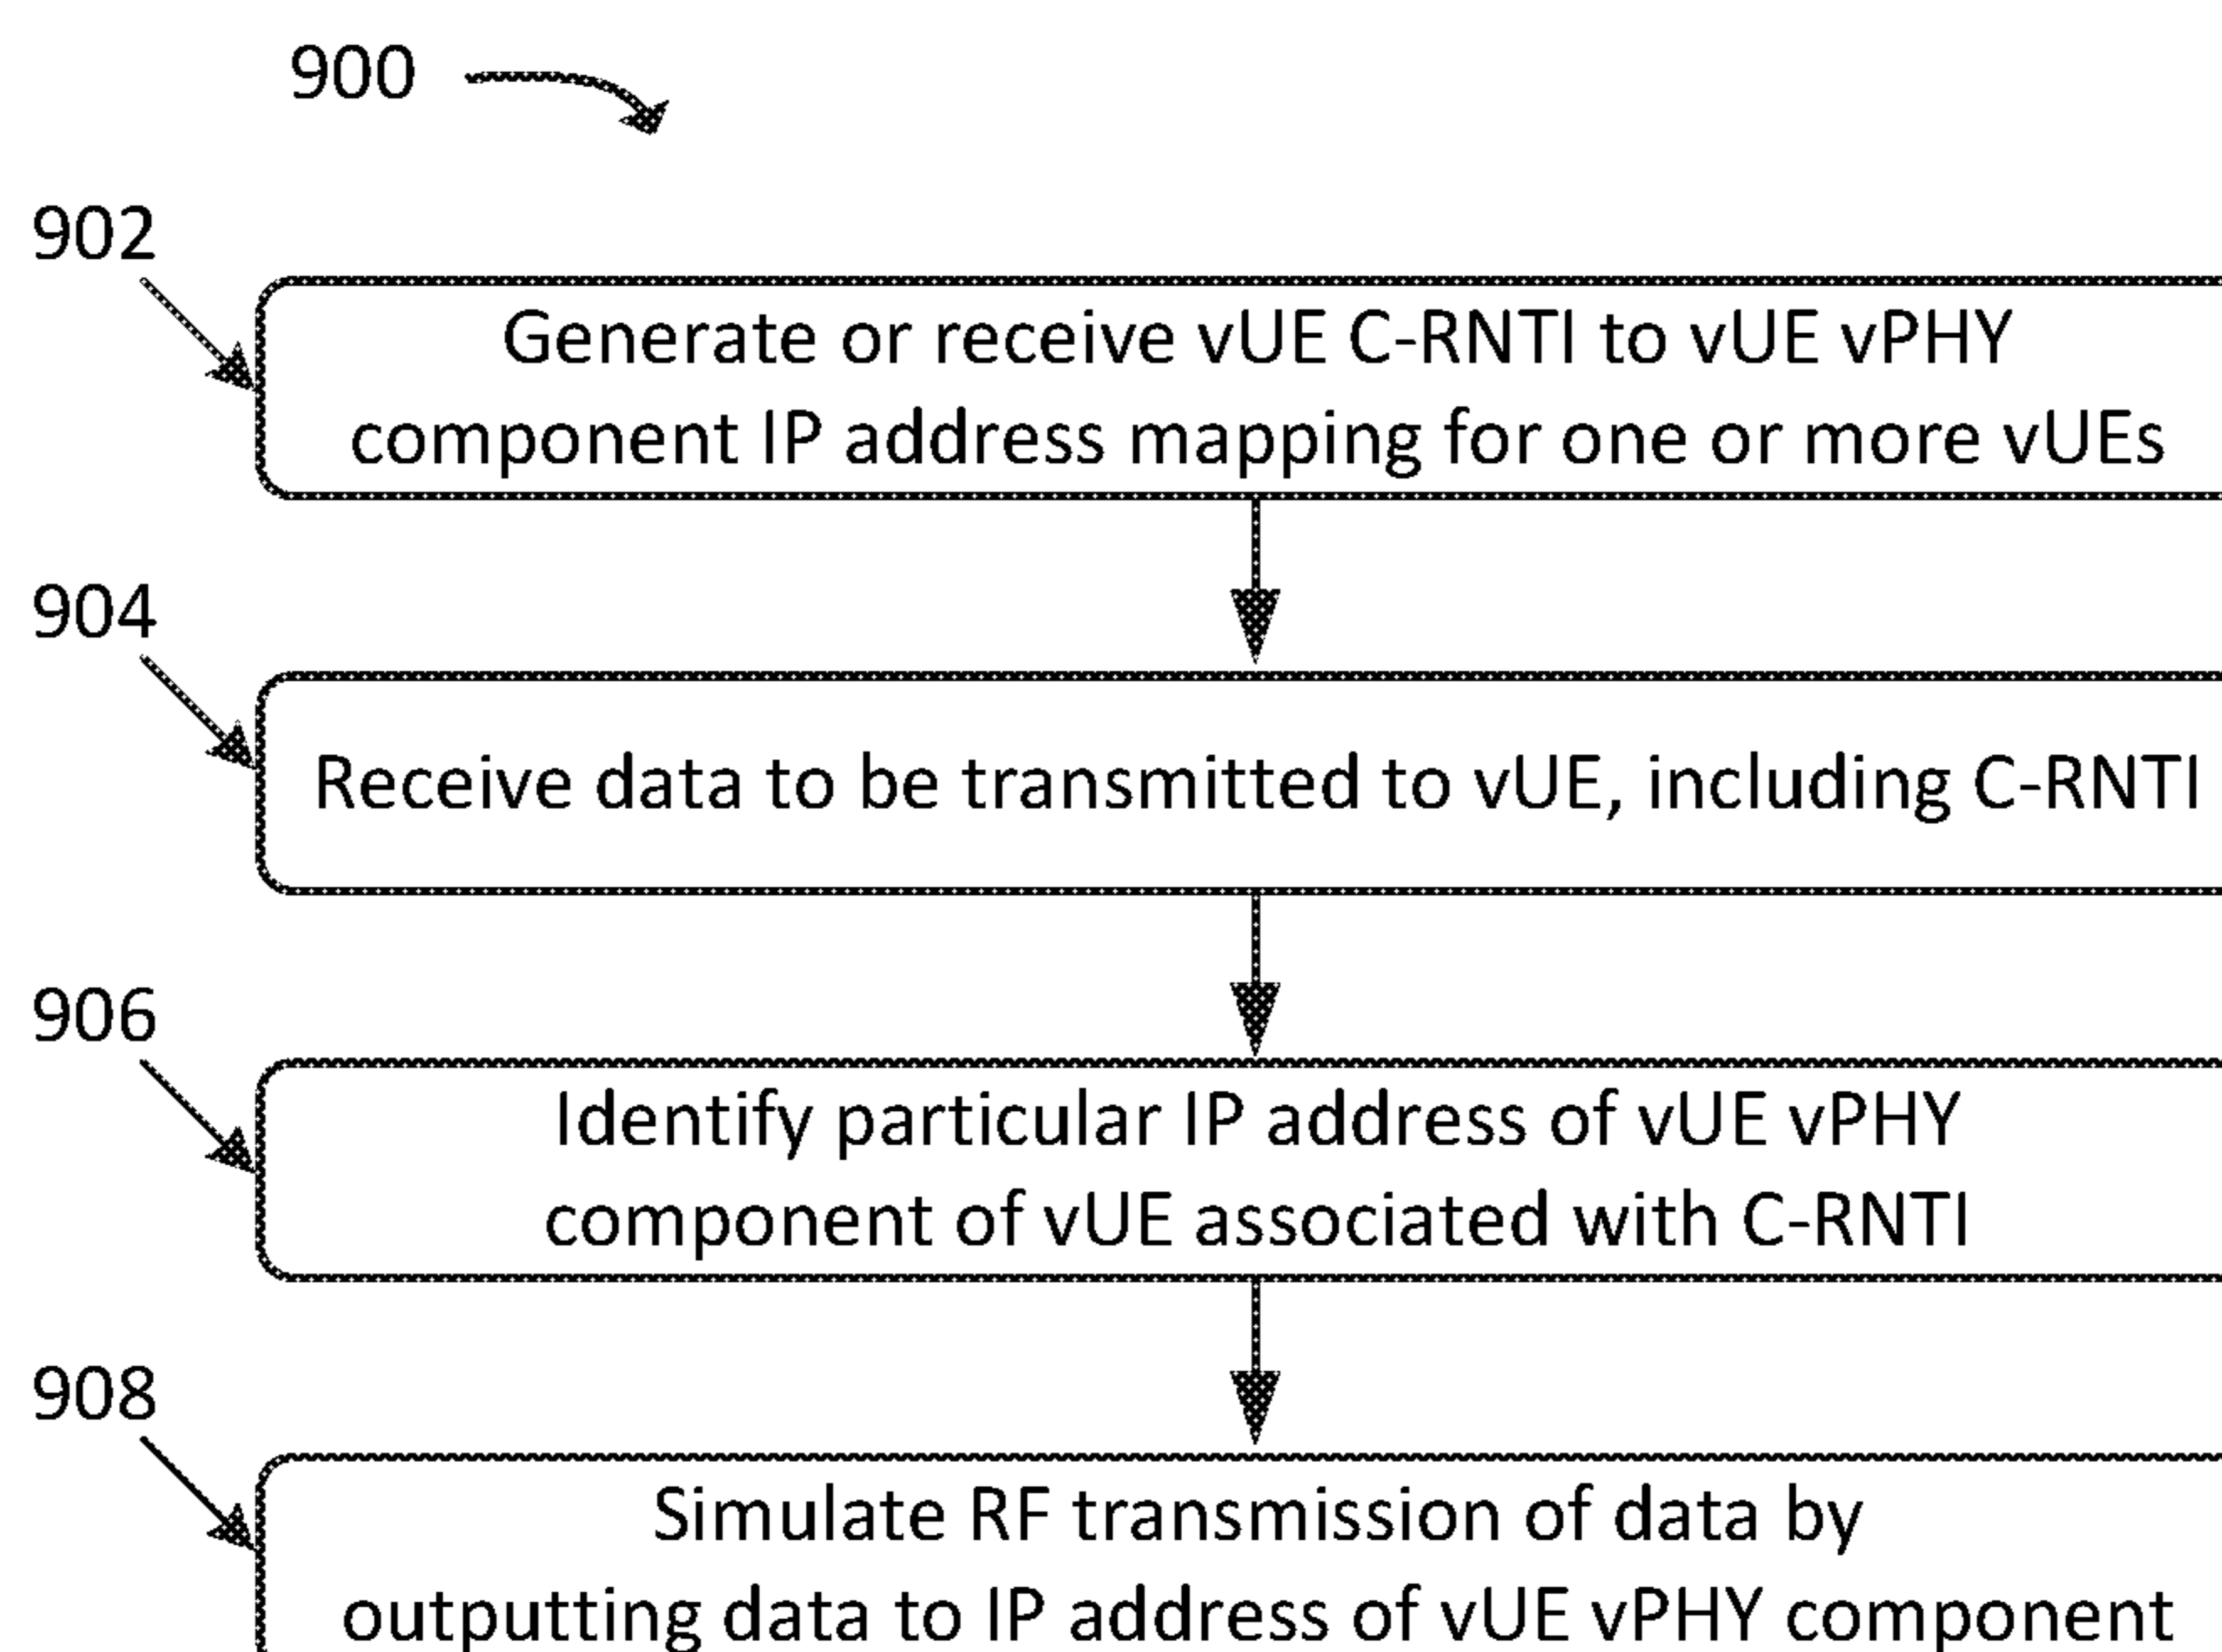 900
902
Generate or receive vUE C-RNTI to vUE vPHY
component IP address mapping for one or more vUEs
904
Receive data to be transmitted to vUE, including C-RNTI
906
Identify particular IP address of vUE vPHY
component of vUE associated with C-RNTI
908
Simulate RF transmission of data by
outputting data to IP address of vUE vPHY component